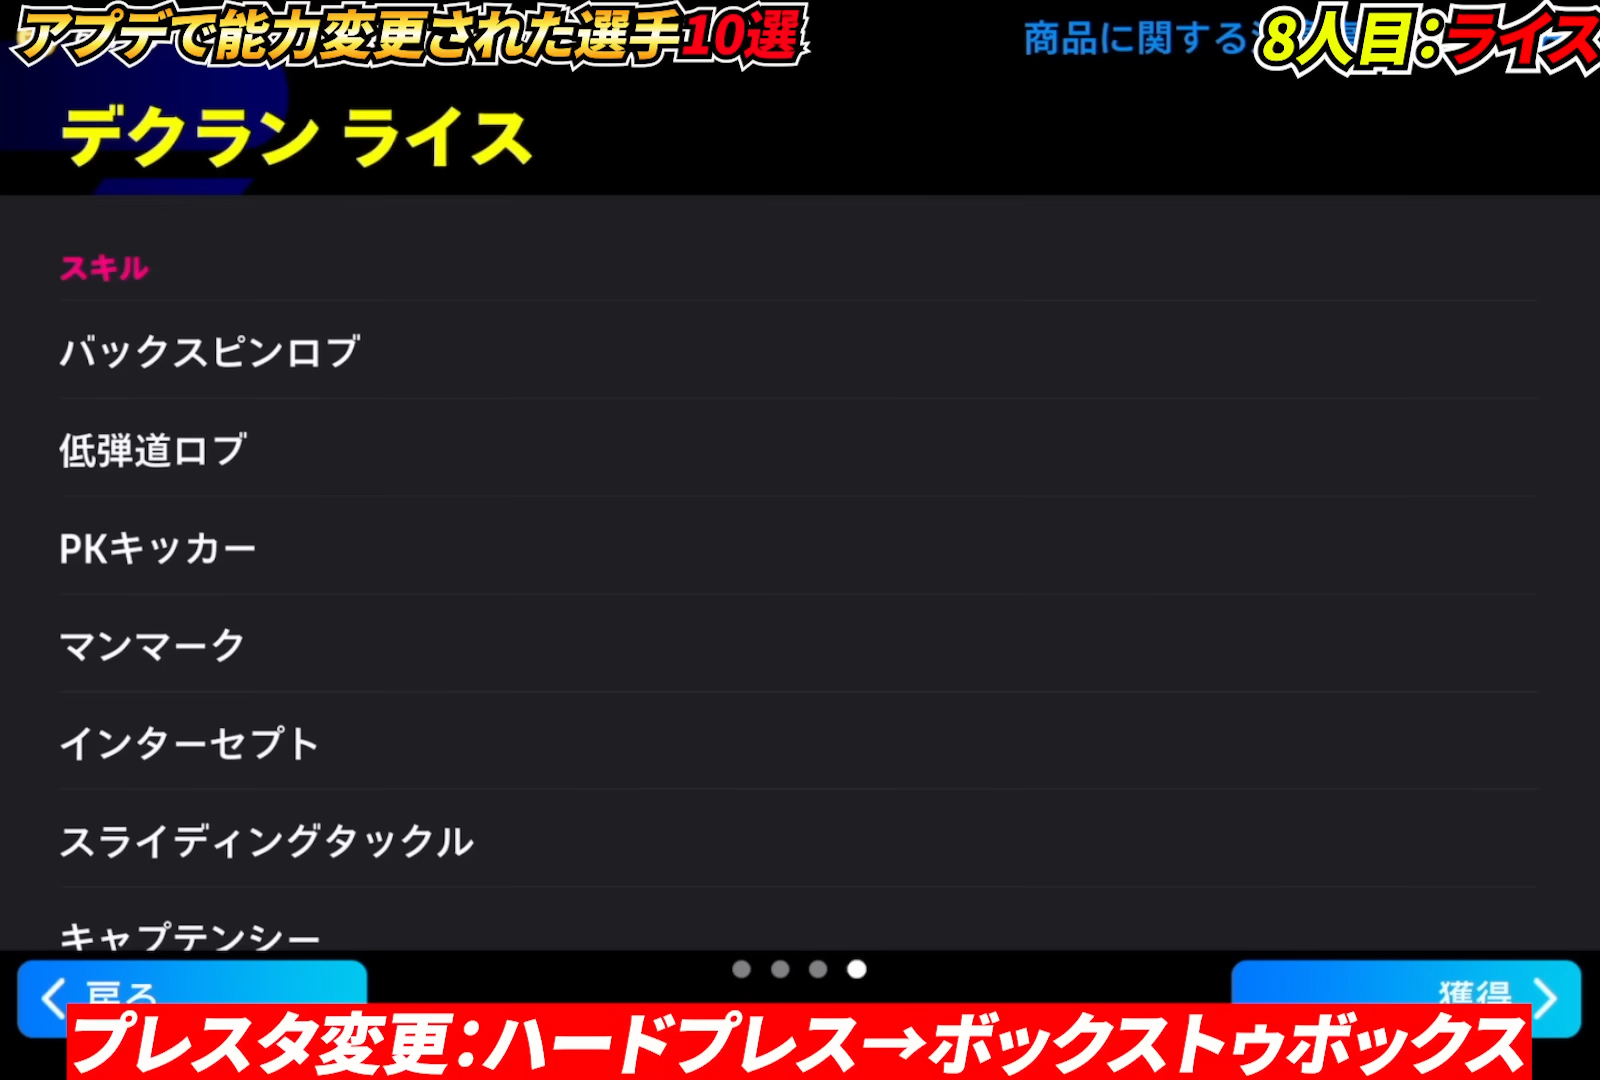 アプデで能力変更された選手10選
商品に関する
8人目:ライス
デクラン ライス
スキル
バックスピンロブ
低弾道ロブ
PKキッカー
マンマーク
インターセプト
スライディングタックル
キャプテンシー
戻る
獲得
プレスタ変更:ハードプレス→ボックストゥボックス